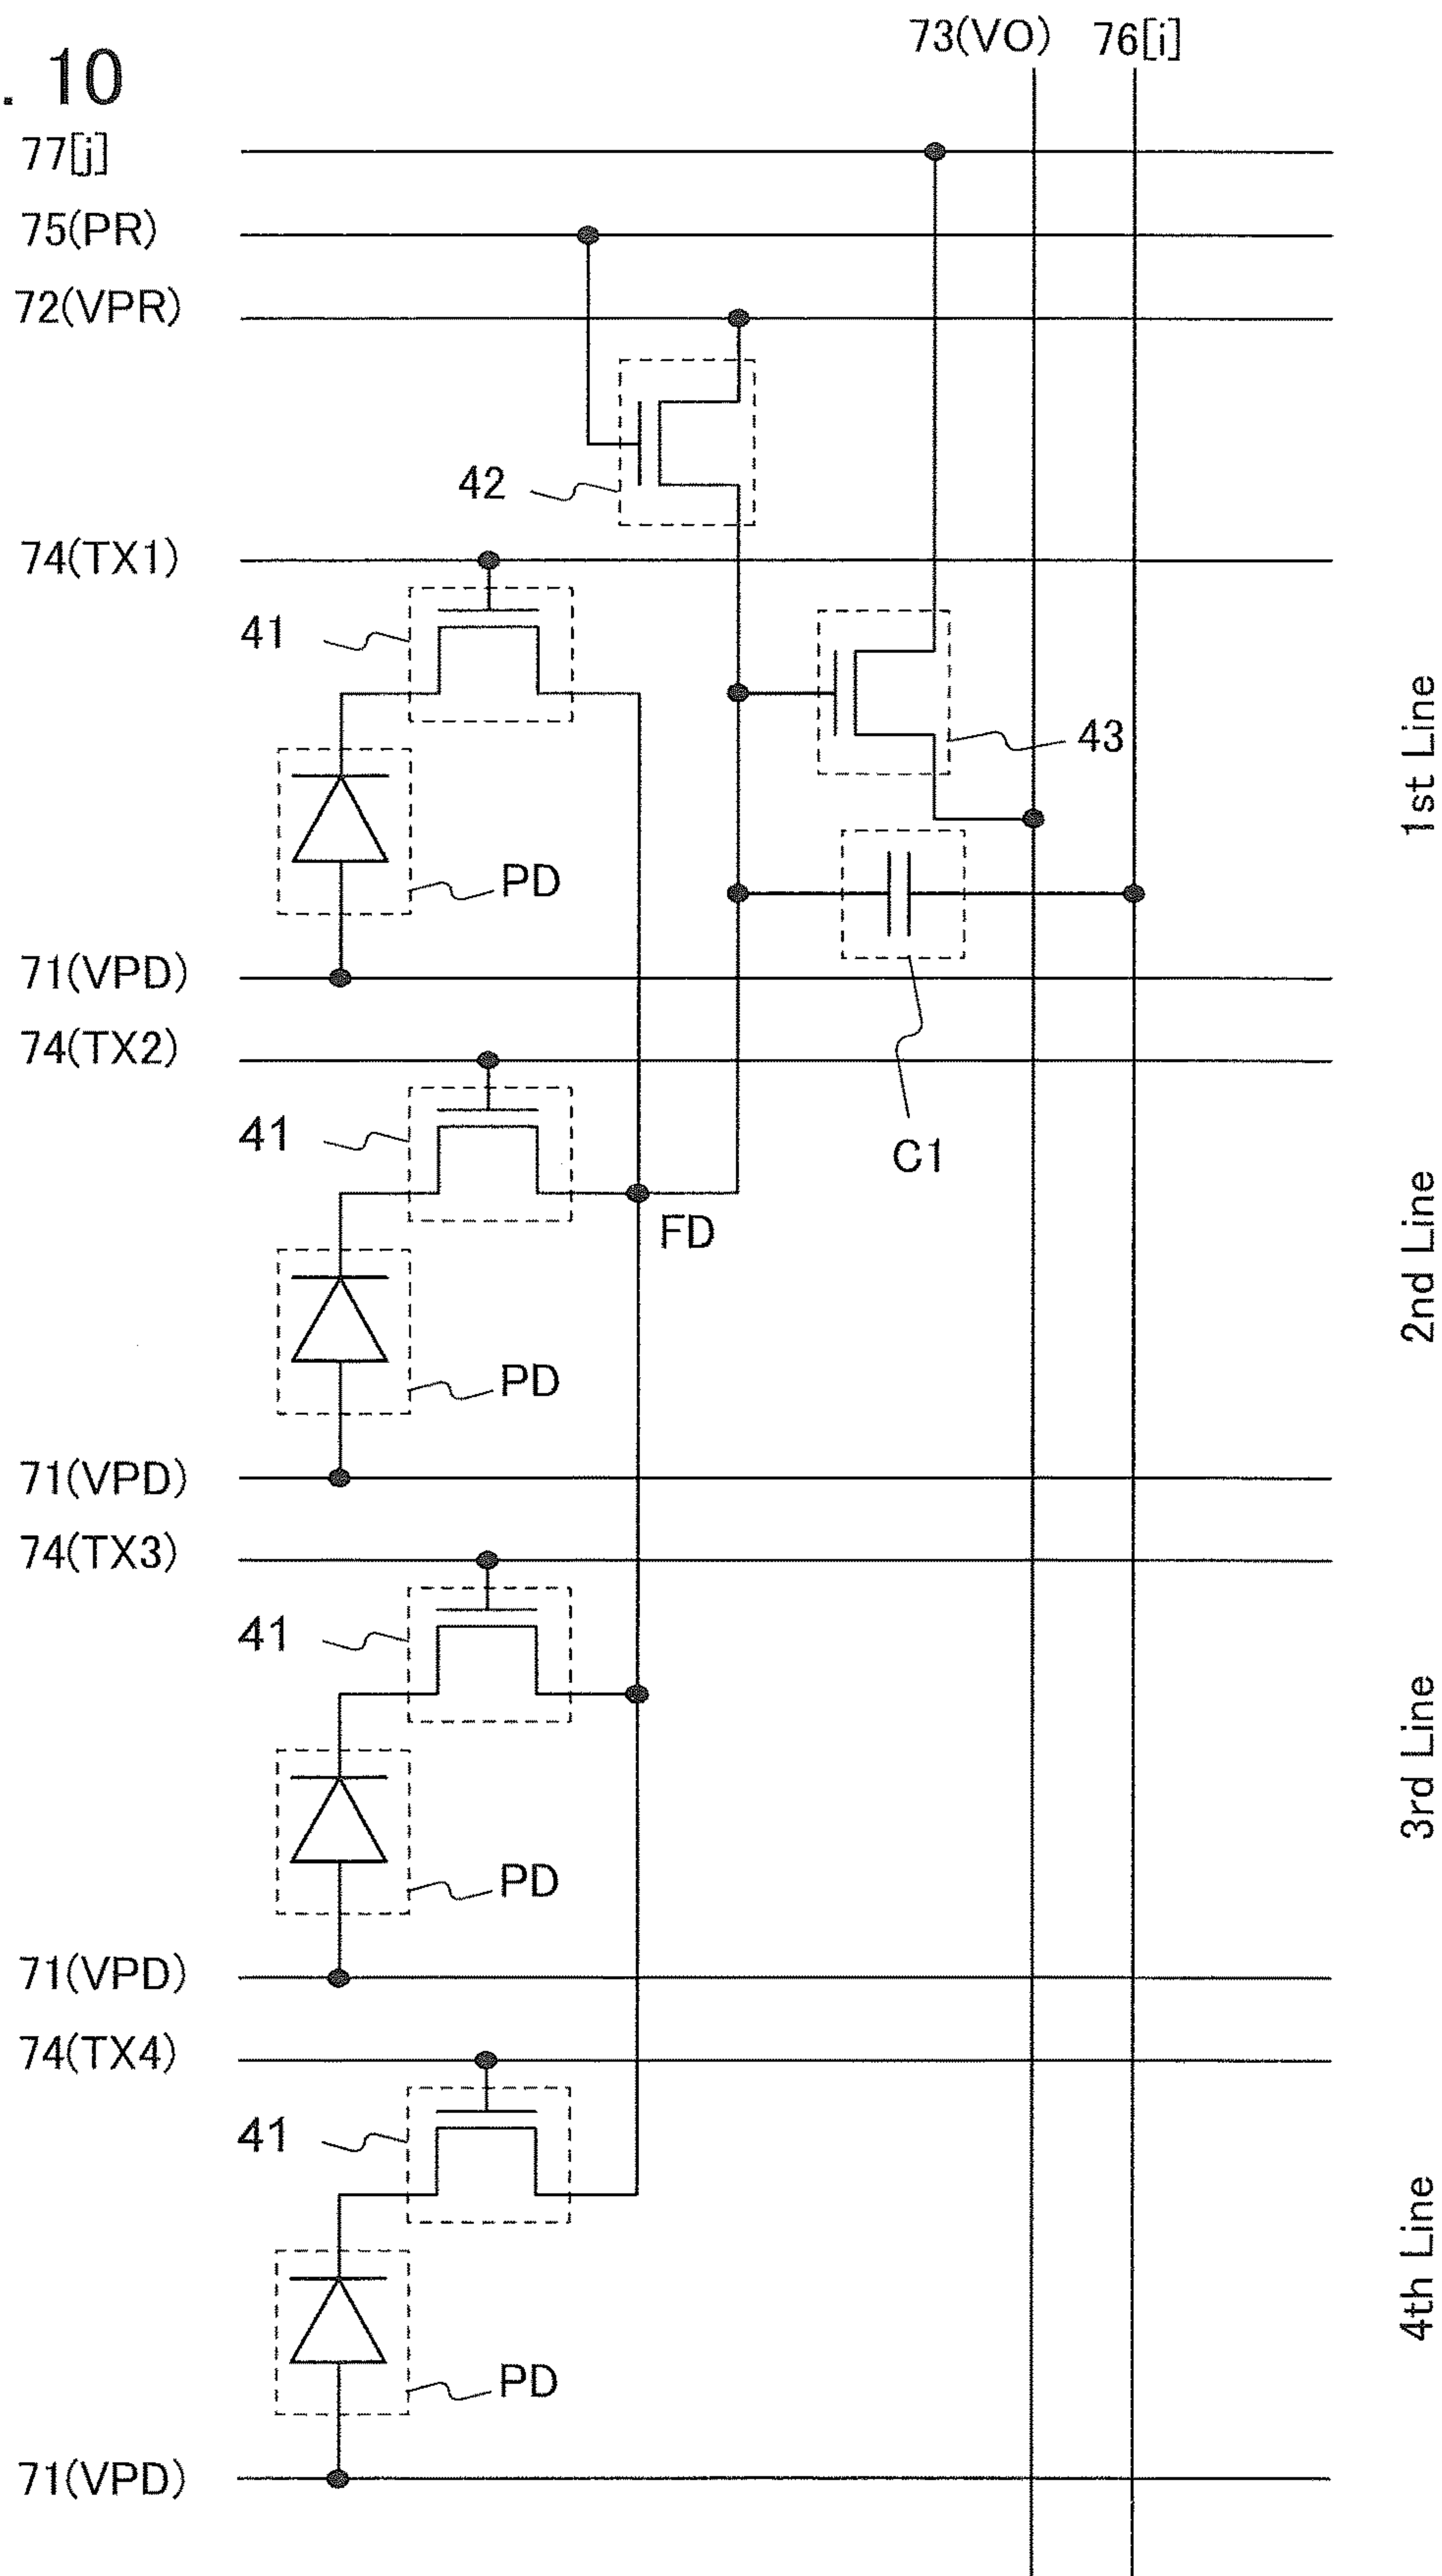 . 10
73(VO) 76[i]
77[j]
75(PR)
72(VPR)
42
74(TX1)
41
43
1st Line
PD
71(VPD)
74(TX2)
41
C1
FD
2nd Line
PD
71(VPD)
74(TX3)
41
3rd Line
PD
71(VPD)
74(TX4)
41
4th Line
PD
71(VPD)